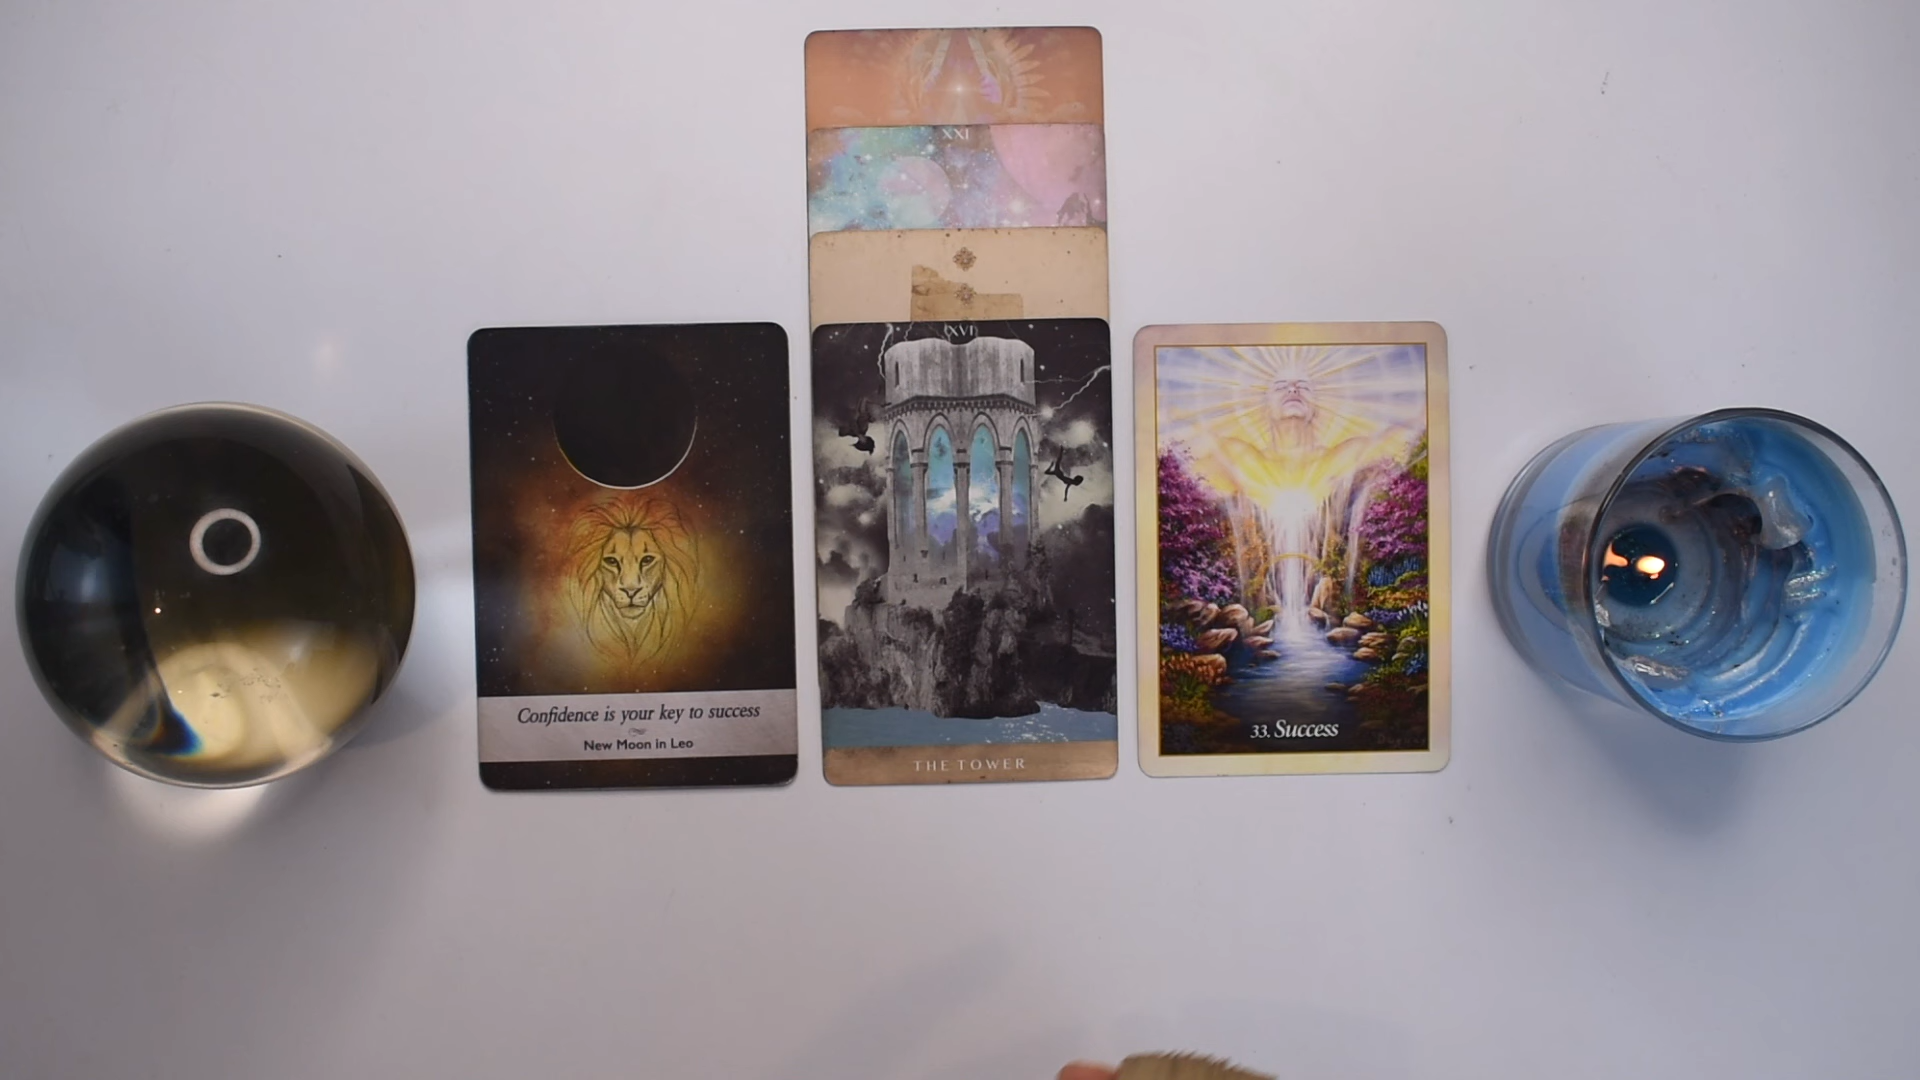 XXI
XVI
Confidence is your key to success
New Moon in Leo
THE TOWER
33. Success